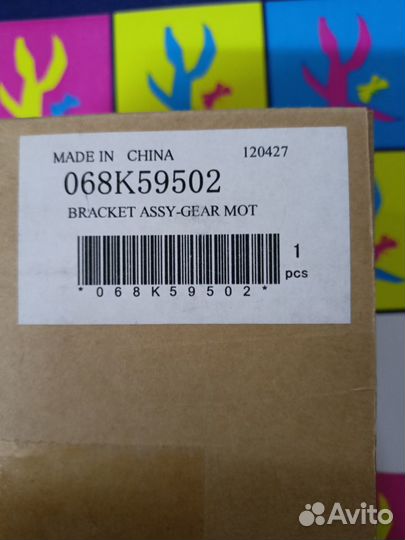 MADE IN CHINA 120427
068K59502
BRACKET ASSY-GEAR MOT
1
pcs
*068K59502*
Avito